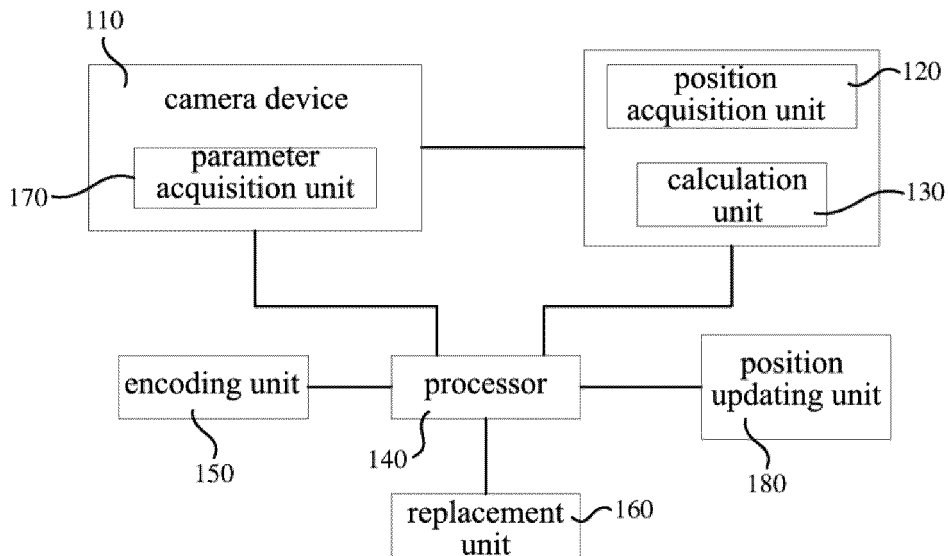 110
camera device
parameter
acquisition unit
170
position
acquisition unit
120
calculation
unit
130
encoding unit
150
processor
140
position
updating unit
180
replacement
unit
160